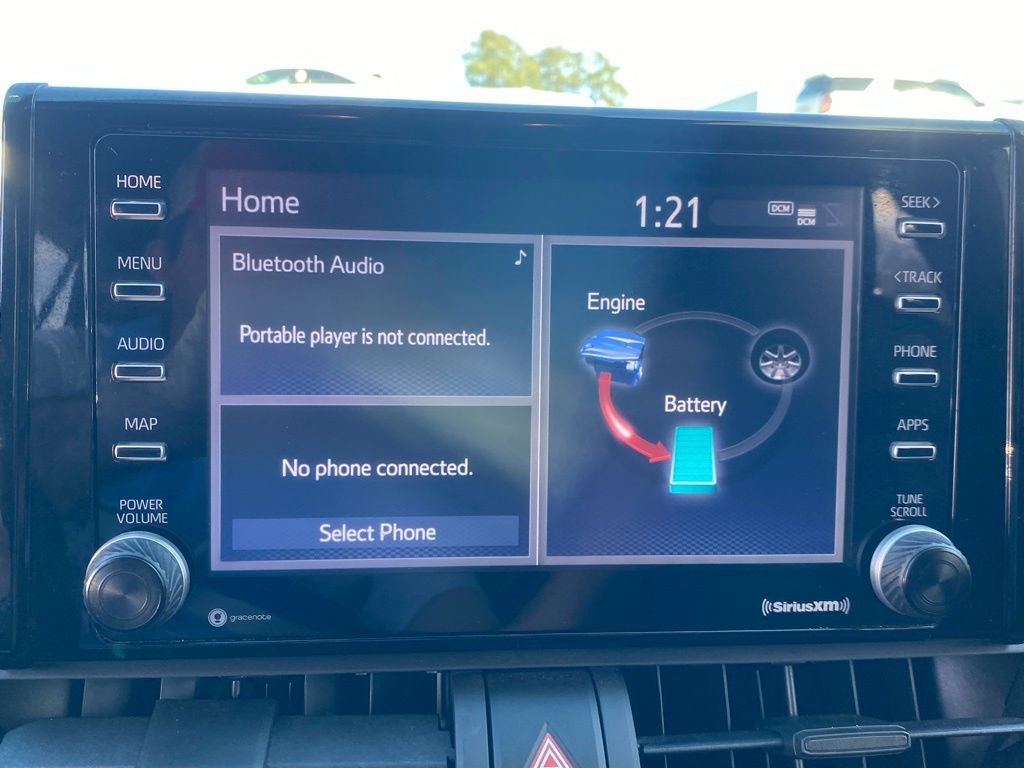 HOME
MENU
AUDIO
MAP
POWER
VOLUME
Home
1:21
DCM
DCM
Bluetooth Audio
Portable player is not connected.
No phone connected.
Select Phone
Engine
Battery
SEEK>
<TRACK
PHONE
APPS
TUNE
SCROLL
gracenote
((SiriusXM))